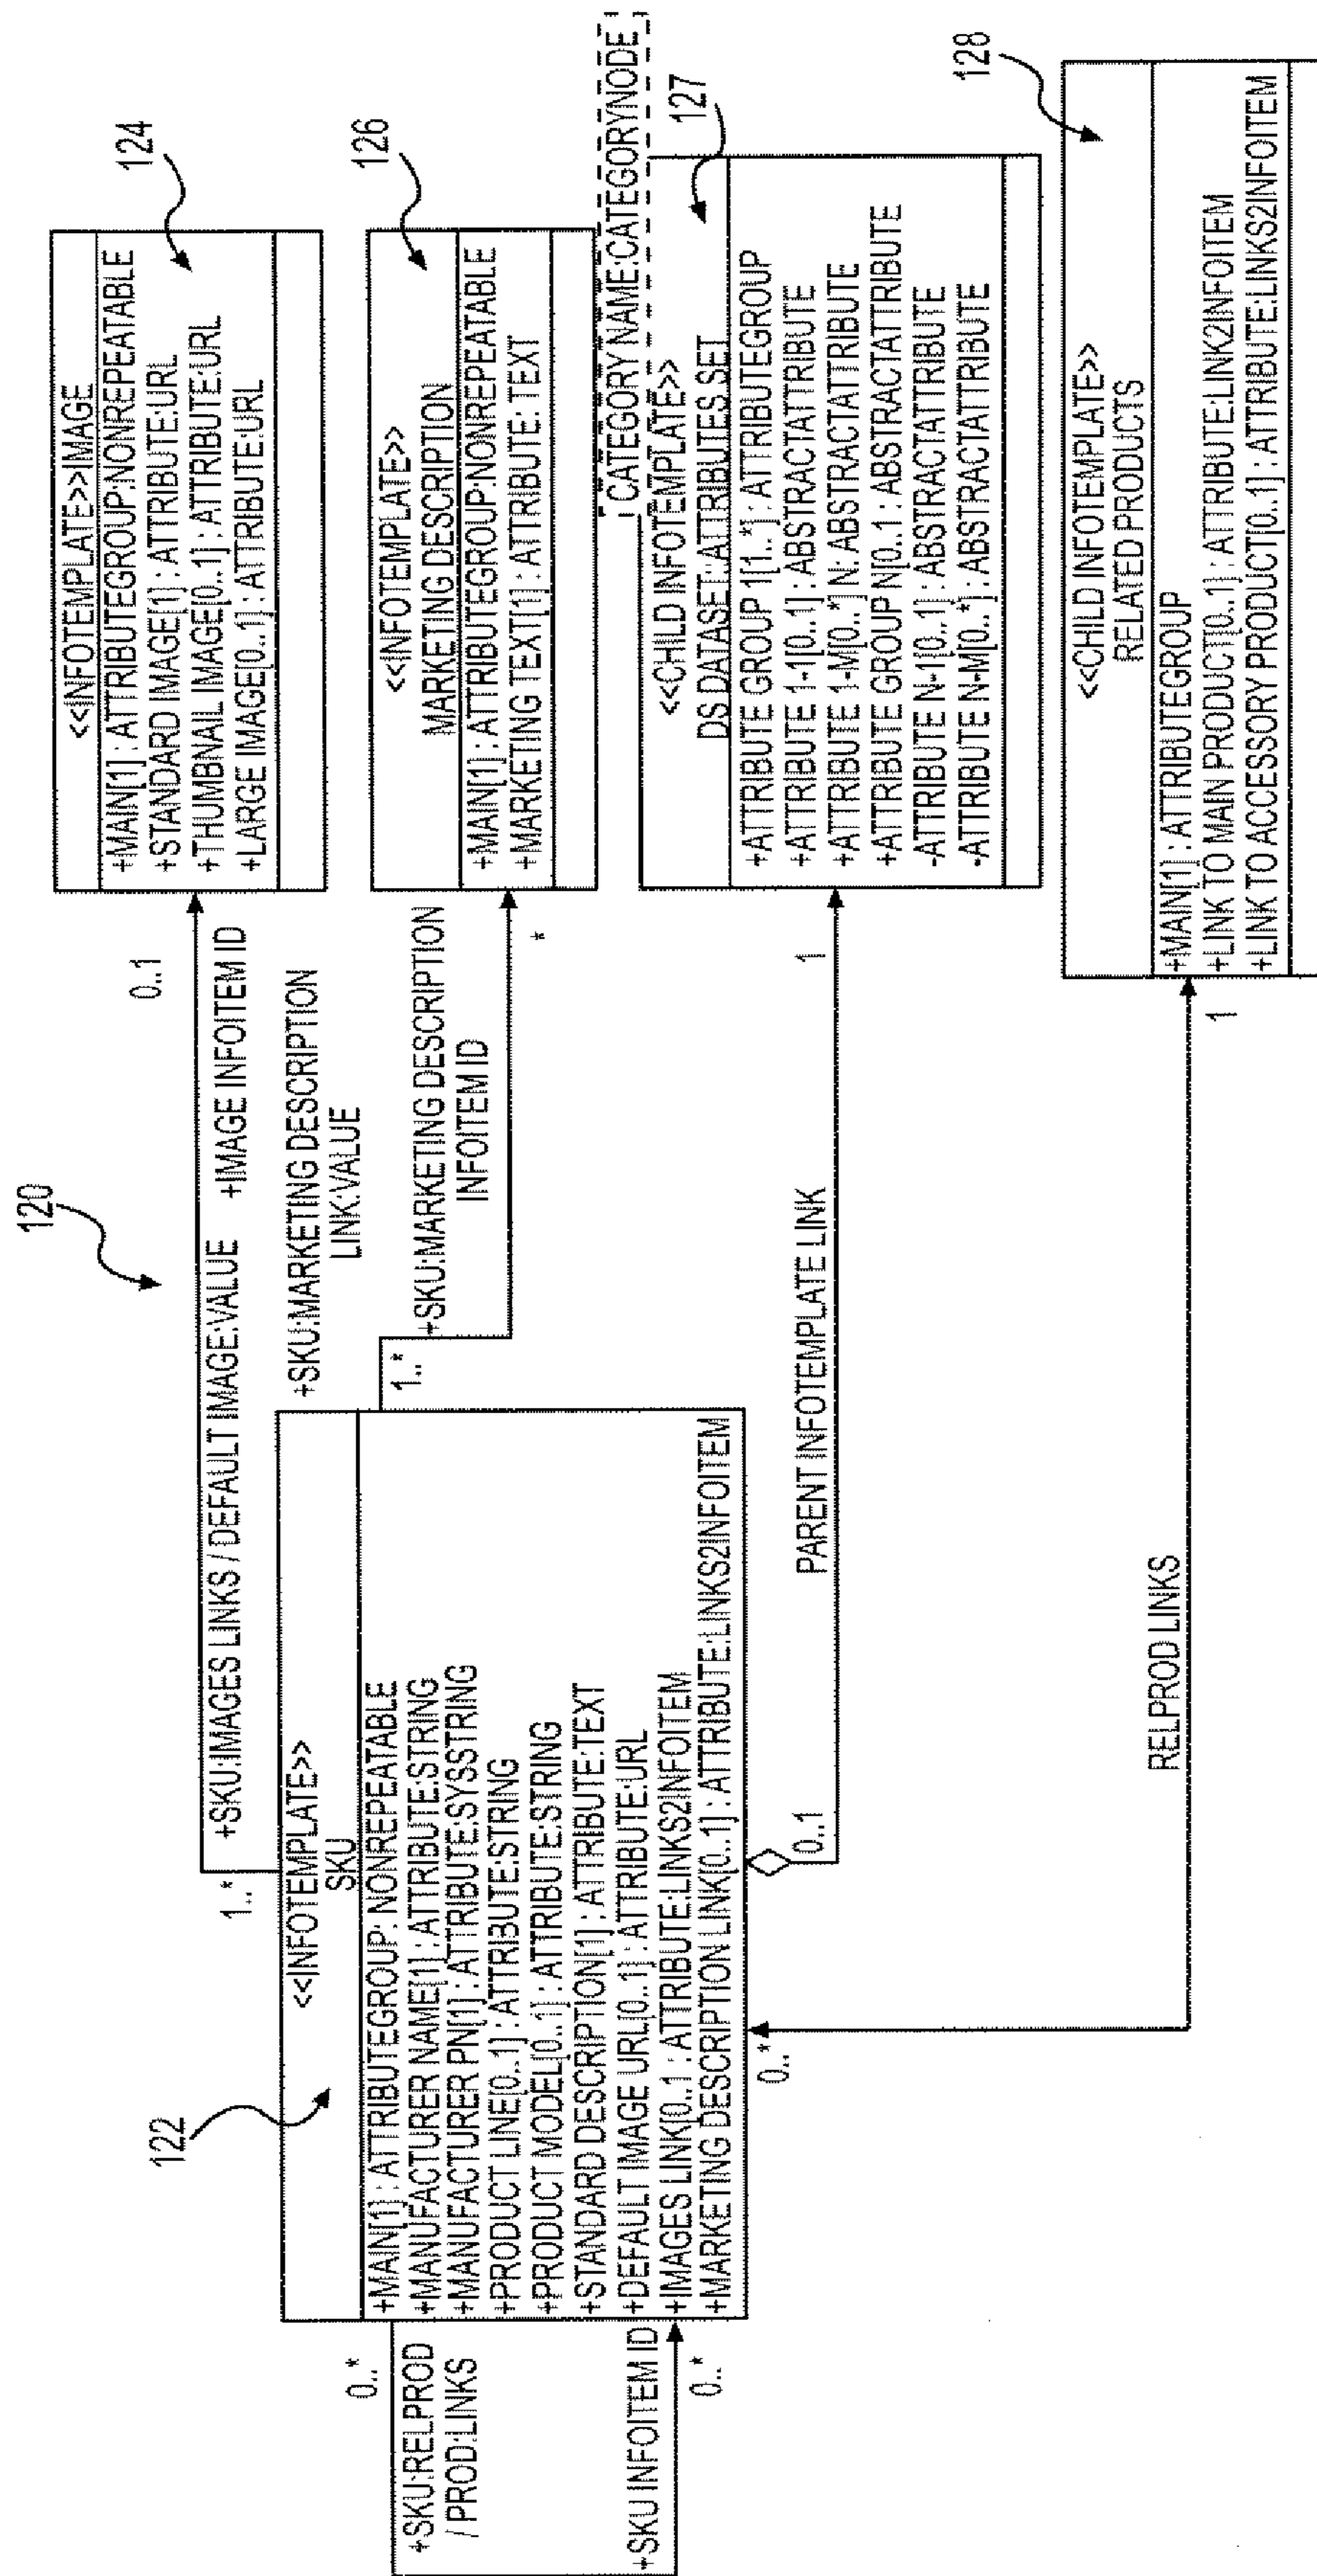 120
<<INFOTEMPLATE>>
SKU
+MAIN[1] : ATTRIBUTEGROUP: NONREPEATABLE
+MANUFACTURER NAME[1] : ATTRIBUTE:STRING
+MANUFACTURER PN[1] : ATTRIBUTE:SYSSTRING
+PRODUCT LINE[0..1] : ATTRIBUTE:STRING
+PRODUCT MODEL[0..1] : ATTRIBUTE:STRING
+STANDARD DESCRIPTION[1] : ATTRIBUTE:TEXT
+DEFAULT IMAGE URL[0..1] : ATTRIBUTE:URL
+IMAGES LINK[0..1 : ATTRIBUTE:LINKS2INFOITEM
+MARKETING DESCRIPTION LINK[0..1] : ATTRIBUTE:LINKS2INFOITEM
122
0..*
+SKU:RELPROD
/ PROD:LINKS
+SKU INFOITEM ID
0..*
1..*
+SKU:IMAGES LINKS / DEFAULT IMAGE:VALUE
+IMAGE INFOITEM ID
0..1
+SKU:MARKETING DESCRIPTION
LINK:VALUE
1..*
+SKU:MARKETING DESCRIPTION
INFOITEM ID
*
0..1
PARENT INFOTEMPLATE LINK
1
0..*
RELPROD LINKS
1
<<INFOTEMPLATE>>IMAGE
+MAIN[1] : ATTRIBUTEGROUP:NONREPEATABLE
+STANDARD IMAGE[1] : ATTRIBUTE:URL
+THUMBNAIL IMAGE[0..1] : ATTRIBUTE:URL
+LARGE IMAGE[0..1] : ATTRIBUTE:URL
124
<<INFOTEMPLATE>>
MARKETING DESCRIPTION
+MAIN[1] : ATTRIBUTEGROUP:NONREPEATABLE
+MARKETING TEXT[1] : ATTRIBUTE: TEXT
126
CATEGORY NAME:CATEGORYNODE
<<CHILD INFOTEMPLATE>>
DS DATASET::ATTRIBUTES.SET
+ATTRIBUTE GROUP 1[1..*] : ATTRIBUTEGROUP
+ATTRIBUTE 1-1[0..1] : ABSTRACTATTRIBUTE
+ATTRIBUTE 1-M[0..*] N: ABSTRACTATTRIBUTE
+ATTRIBUTE GROUP N[0..1 : ABSTRACTATTRIBUTE
-ATTRIBUTE N-1[0..1] : ABSTRACTATTRIBUTE
-ATTRIBUTE N-M[0..*] : ABSTRACTATTRIBUTE
127
<<CHILD INFOTEMPLATE>>
RELATED PRODUCTS
+MAIN[1] : ATTRIBUTEGROUP
+LINK TO MAIN PRODUCT[0..1] : ATTRIBUTE:LINK2INFOITEM
+LINK TO ACCESSORY PRODUCT[0..1] : ATTRIBUTE:LINKS2INFOITEM
128